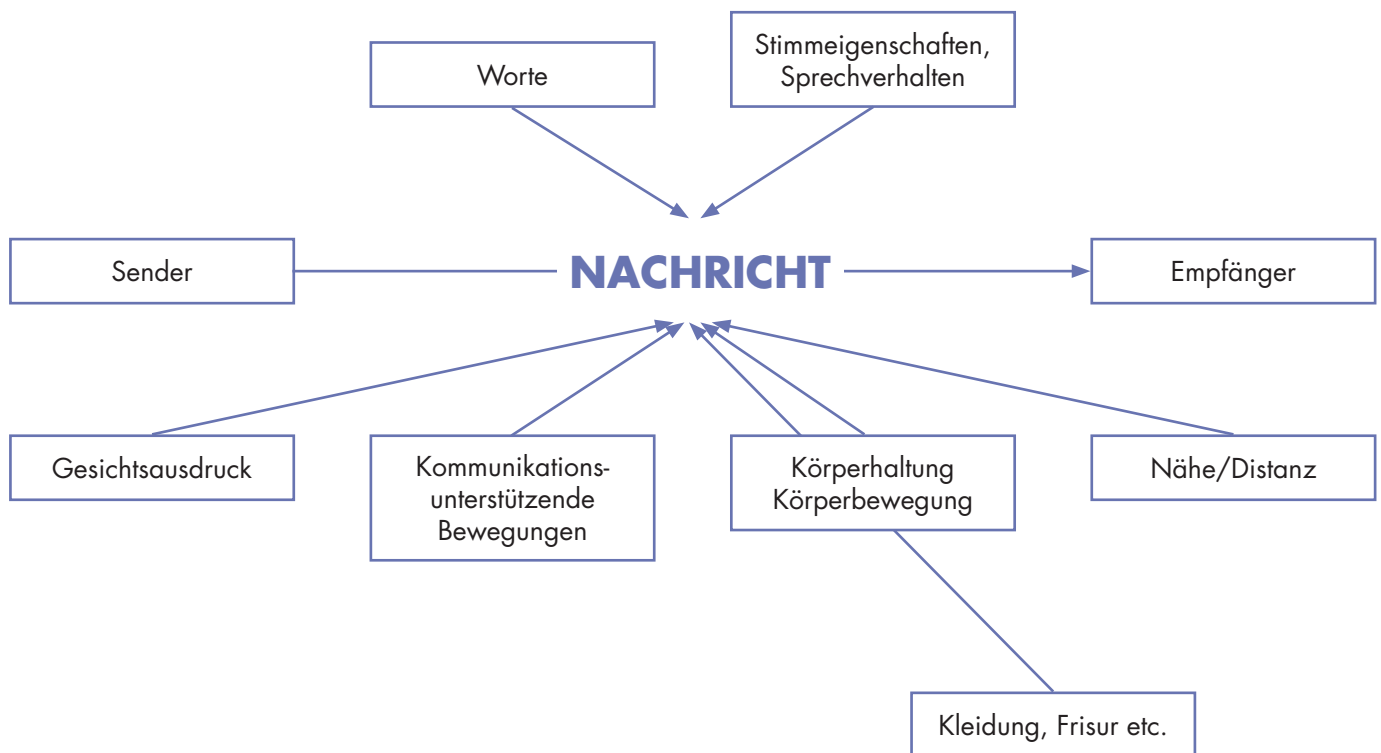 Worte
Stimmeigenschaften,
Sprechverhalten
Sender
NACHRICHT
Empfänger
Gesichtsausdruck
Kommunikations-
unterstützende
Bewegungen
Körperhaltung
Körperbewegung
Nähe/Distanz
Kleidung, Frisur etc.